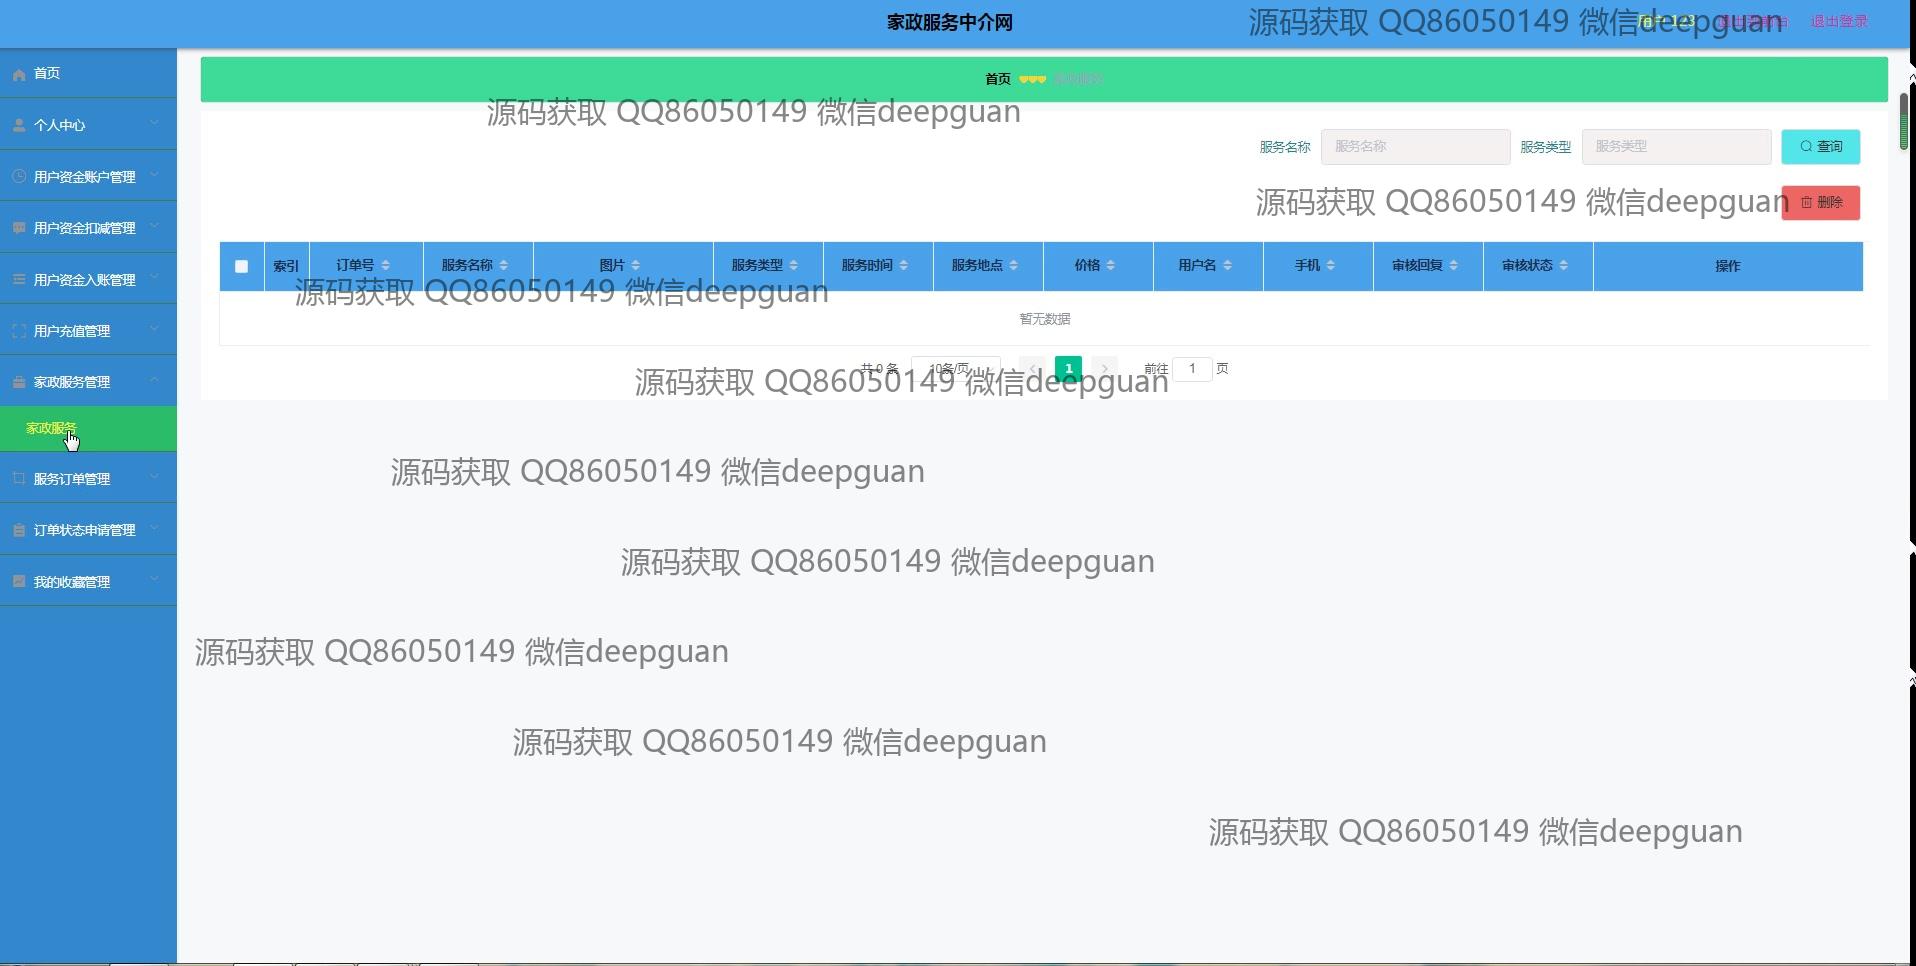 家政服务中介网
用户 123
退出登录
源码获取 QQ86050149 微信deepguan
首页
个人中心
用户资金账户管理
用户资金扣减管理
用户资金入账管理
用户充值管理
家政服务管理
家政服务
服务订单管理
订单状态申请管理
我的收藏管理
首页 家政服务
源码获取 QQ86050149 微信deepguan
服务名称 服务名称 服务类型 服务类型 查询
源码获取 QQ86050149 微信deepguan
删除
索引 订单号 服务名称 图片 服务类型 服务时间 服务地点 价格 用户名 手机 审核回复 审核状态 操作
源码获取 QQ86050149 微信deepguan
暂无数据
共 0 条 10条/页 1 前往 1 页
源码获取 QQ86050149 微信deepguan
源码获取 QQ86050149 微信deepguan
源码获取 QQ86050149 微信deepguan
源码获取 QQ86050149 微信deepguan
源码获取 QQ86050149 微信deepguan
源码获取 QQ86050149 微信deepguan